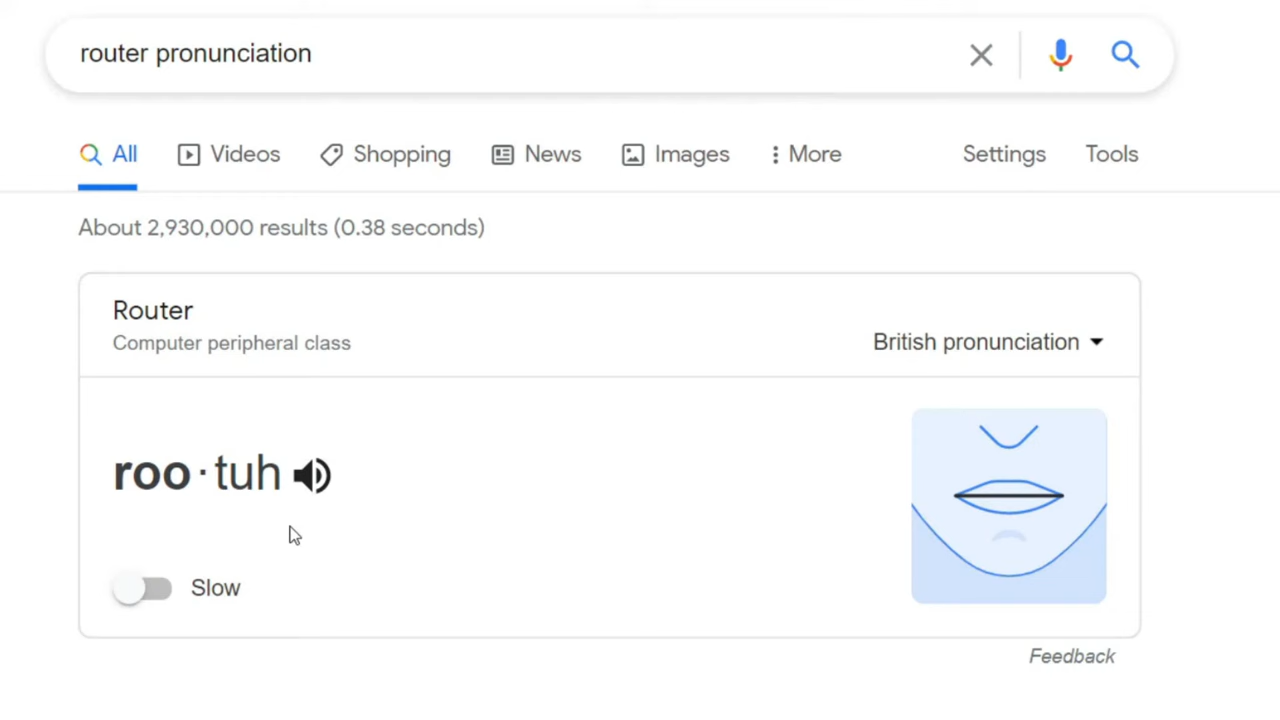 router pronunciation
All Videos Shopping News Images More Settings Tools
About 2,930,000 results (0.38 seconds)
Router
Computer peripheral class
British pronunciation
roo·tuh
Slow
Feedback